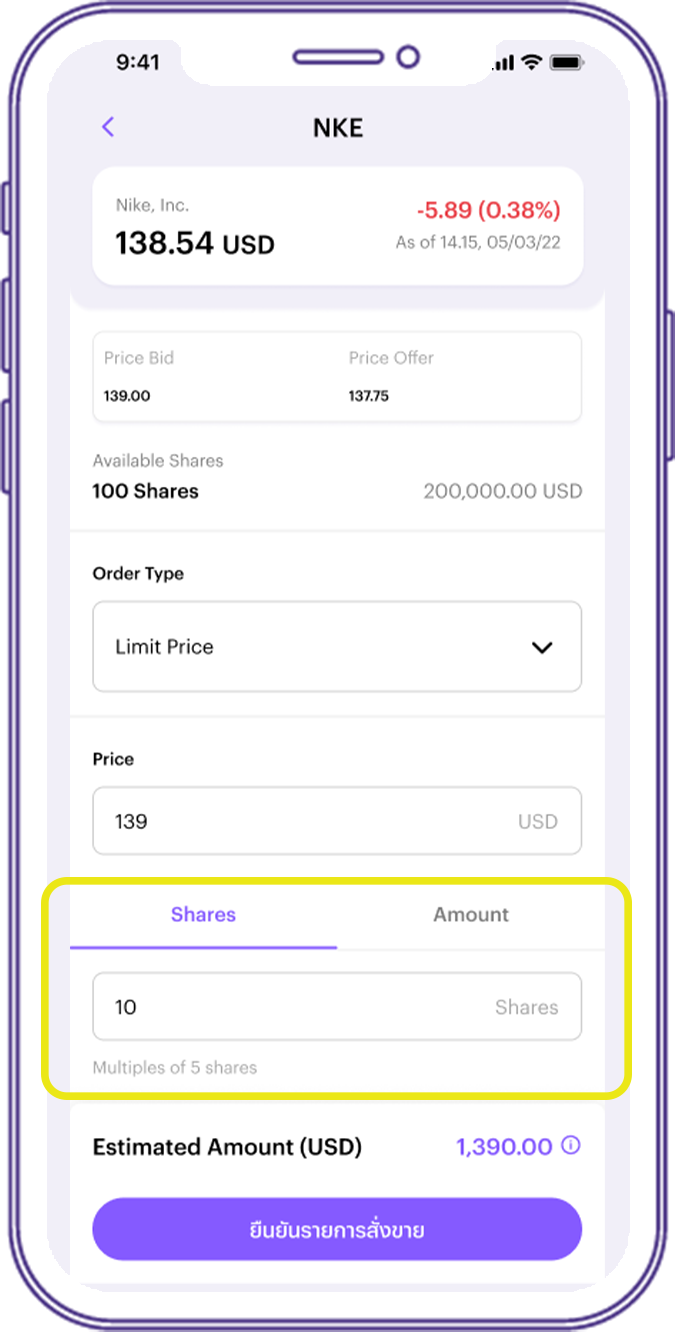 9:41
NKE
Nike, Inc.
-5.89 (0.38%)
138.54 USD
As of 14.15, 05/03/22
Price Bid
Price Offer
139.00
137.75
Available Shares
100 Shares
200,000.00 USD
Order Type
Limit Price
Price
139
USD
Shares
Amount
10
Shares
Multiples of 5 shares
Estimated Amount (USD)
1,390.00
ยืนยันรายการสั่งขาย